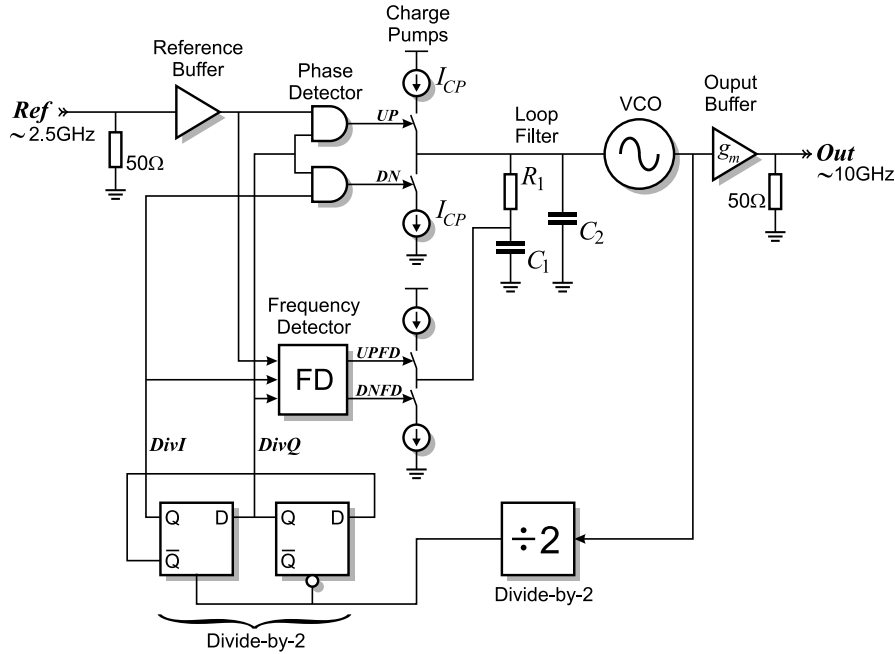 Charge
Pumps
Reference
Buffer
Phase
Detector
I_CP
UP
Ref
~2.5GHz
50Ω
DN
I_CP
Loop
Filter
R_1
C_1
C_2
VCO
Ouput
Buffer
g_m
Out
~10GHz
50Ω
Frequency
Detector
FD
UPFD
DNFD
DivI
DivQ
Q D
Q̅
Q D
Q̅
÷2
Divide-by-2
Divide-by-2